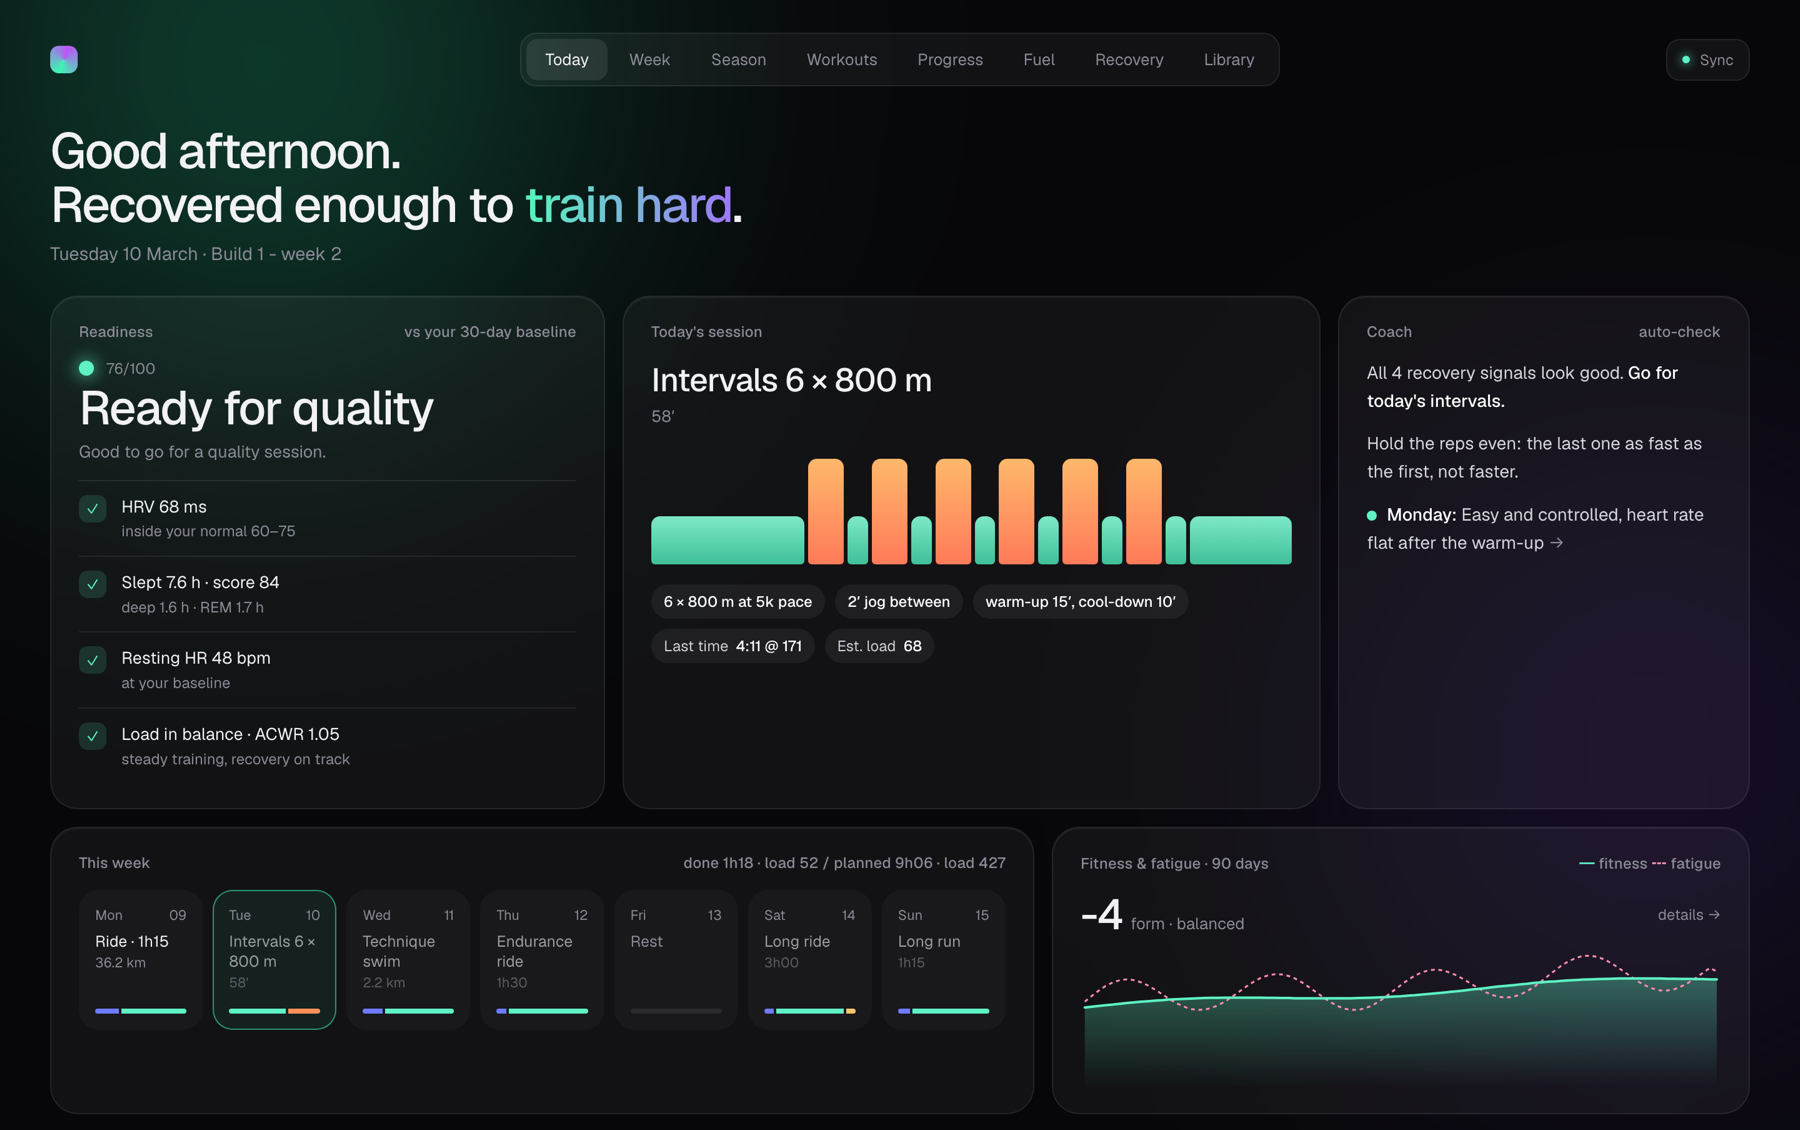 Today Week Season Workouts Progress Fuel Recovery Library
Sync
Good afternoon.
Recovered enough to train hard.
Tuesday 10 March · Build 1 - week 2
Readiness
vs your 30-day baseline
76/100
Ready for quality
Good to go for a quality session.
HRV 68 ms
inside your normal 60–75
Slept 7.6 h · score 84
deep 1.6 h · REM 1.7 h
Resting HR 48 bpm
at your baseline
Load in balance · ACWR 1.05
steady training, recovery on track
Today's session
Intervals 6 × 800 m
58′
6 × 800 m at 5k pace
2′ jog between
warm-up 15′, cool-down 10′
Last time 4:11 @ 171
Est. load 68
Coach
auto-check
All 4 recovery signals look good. Go for
today's intervals.
Hold the reps even: the last one as fast as
the first, not faster.
Monday: Easy and controlled, heart rate
flat after the warm-up →
This week
done 1h18 · load 52 / planned 9h06 · load 427
Mon 09
Ride · 1h15
36.2 km
Tue 10
Intervals 6 ×
800 m
58′
Wed 11
Technique
swim
2.2 km
Thu 12
Endurance
ride
1h30
Fri 13
Rest
Sat 14
Long ride
3h00
Sun 15
Long run
1h15
Fitness & fatigue · 90 days
fitness fatigue
-4 form · balanced
details →